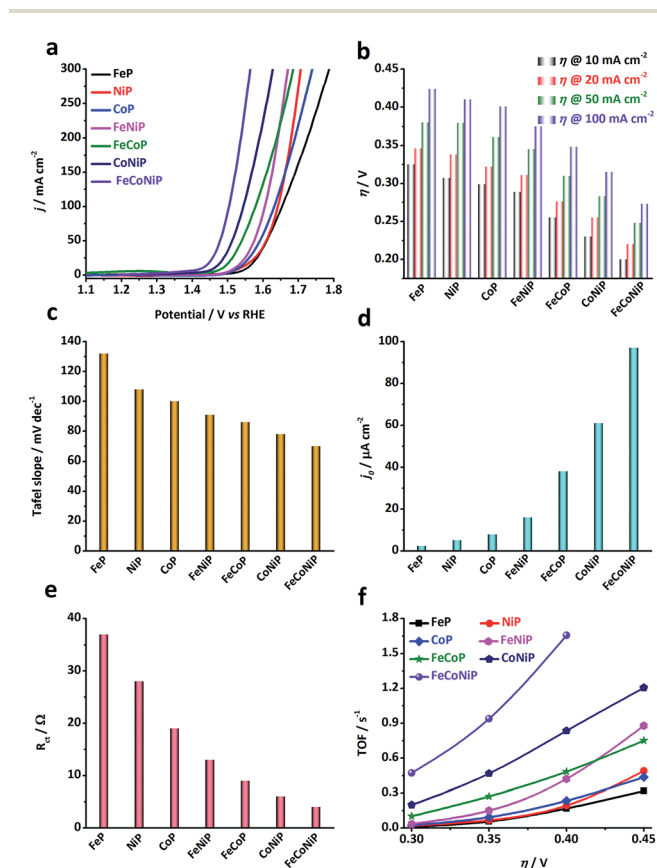 a
300
250
200
150
100
50
0
j / mA cm⁻²
FeP
NiP
CoP
FeNiP
FeCoP
CoNiP
FeCoNiP
1.1 1.2 1.3 1.4 1.5 1.6 1.7 1.8
Potential / V vs RHE
b
η @ 10 mA cm⁻²
η @ 20 mA cm⁻²
η @ 50 mA cm⁻²
η @ 100 mA cm⁻²
0.45
0.40
0.35
0.30
0.25
0.20
η / V
FeP NiP CoP FeNiP FeCoP CoNiP FeCoNiP
c
140
120
100
80
60
40
20
0
Tafel slope / mV dec⁻¹
FeP NiP CoP FeNiP FeCoP CoNiP FeCoNiP
d
100
80
60
40
20
0
j₀ / µA cm⁻²
FeP NiP CoP FeNiP FeCoP CoNiP FeCoNiP
e
40
30
20
10
0
R_ct / Ω
FeP NiP CoP FeNiP FeCoP CoNiP FeCoNiP
f
FeP NiP
CoP FeNiP
FeCoP CoNiP
FeCoNiP
1.8
1.5
1.2
0.9
0.6
0.3
0.0
TOF / s⁻¹
0.30 0.35 0.40 0.45
η / V